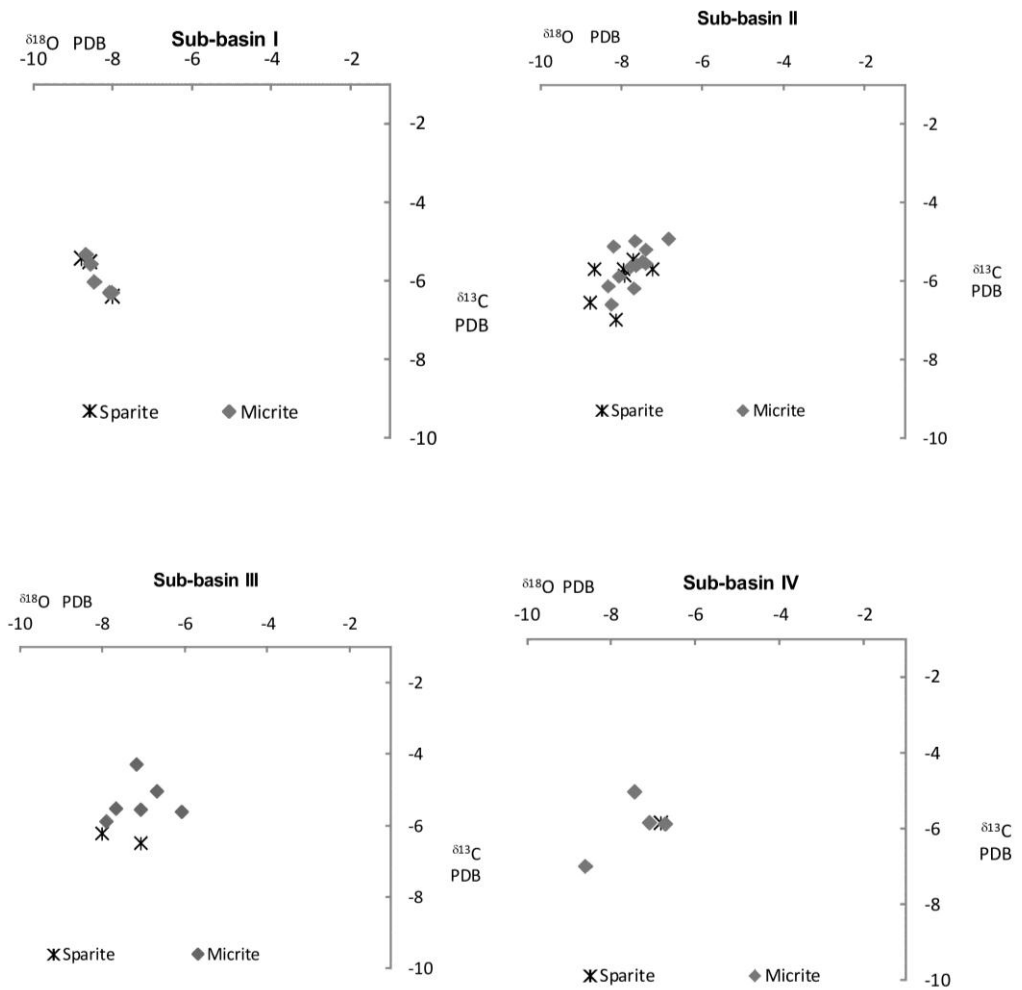 Sub-basin I
δ18O PDB
-10 -8 -6 -4 -2
-2
-4
-6
δ13C
PDB
-8
-10
Sparite Micrite
Sub-basin II
δ18O PDB
-10 -8 -6 -4 -2
-2
-4
-6
δ13C
PDB
-8
-10
Sparite Micrite
Sub-basin III
δ18O PDB
-10 -8 -6 -4 -2
-2
-4
-6
δ13C
PDB
-8
-10
Sparite Micrite
Sub-basin IV
δ18O PDB
-10 -8 -6 -4 -2
-2
-4
-6
δ13C
PDB
-8
-10
Sparite Micrite